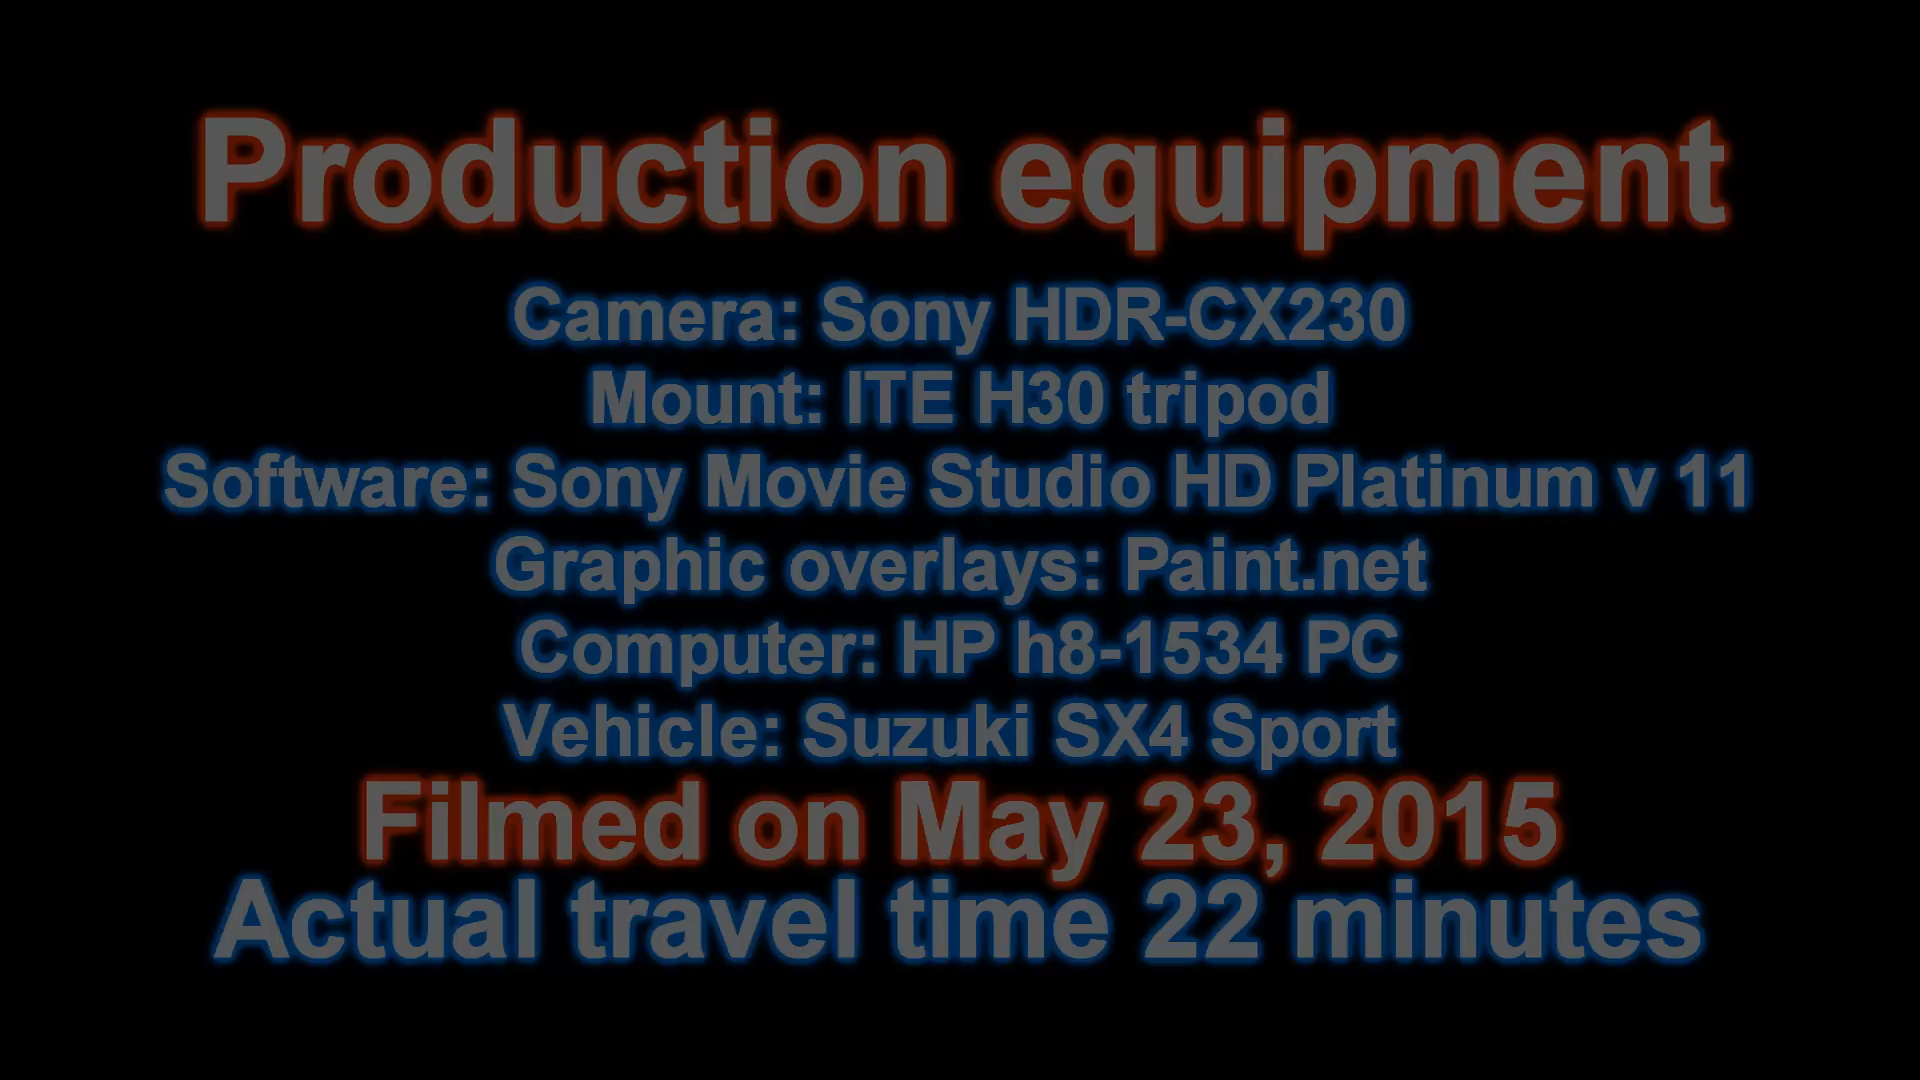 Production equipment
Camera: Sony HDR-CX230
Mount: ITE H30 tripod
Software: Sony Movie Studio HD Platinum v 11
Graphic overlays: Paint.net
Computer: HP h8-1534 PC
Vehicle: Suzuki SX4 Sport
Filmed on May 23, 2015
Actual travel time 22 minutes